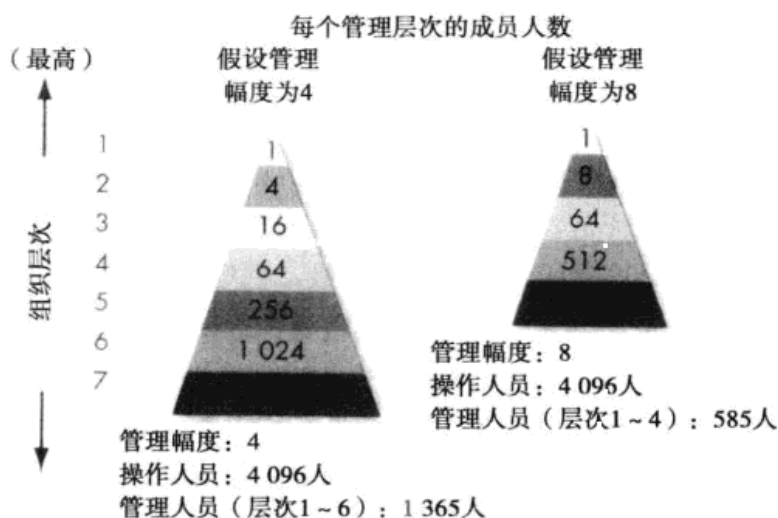 每个管理层次的成员人数
（最高）
假设管理
幅度为4
假设管理
幅度为8
组织层次
1
2
3
4
5
6
7
1
4
16
64
256
1 024
1
8
64
512
管理幅度：4
操作人员：4 096人
管理人员（层次1~6）：1 365人
管理幅度：8
操作人员：4 096人
管理人员（层次1~4）：585人